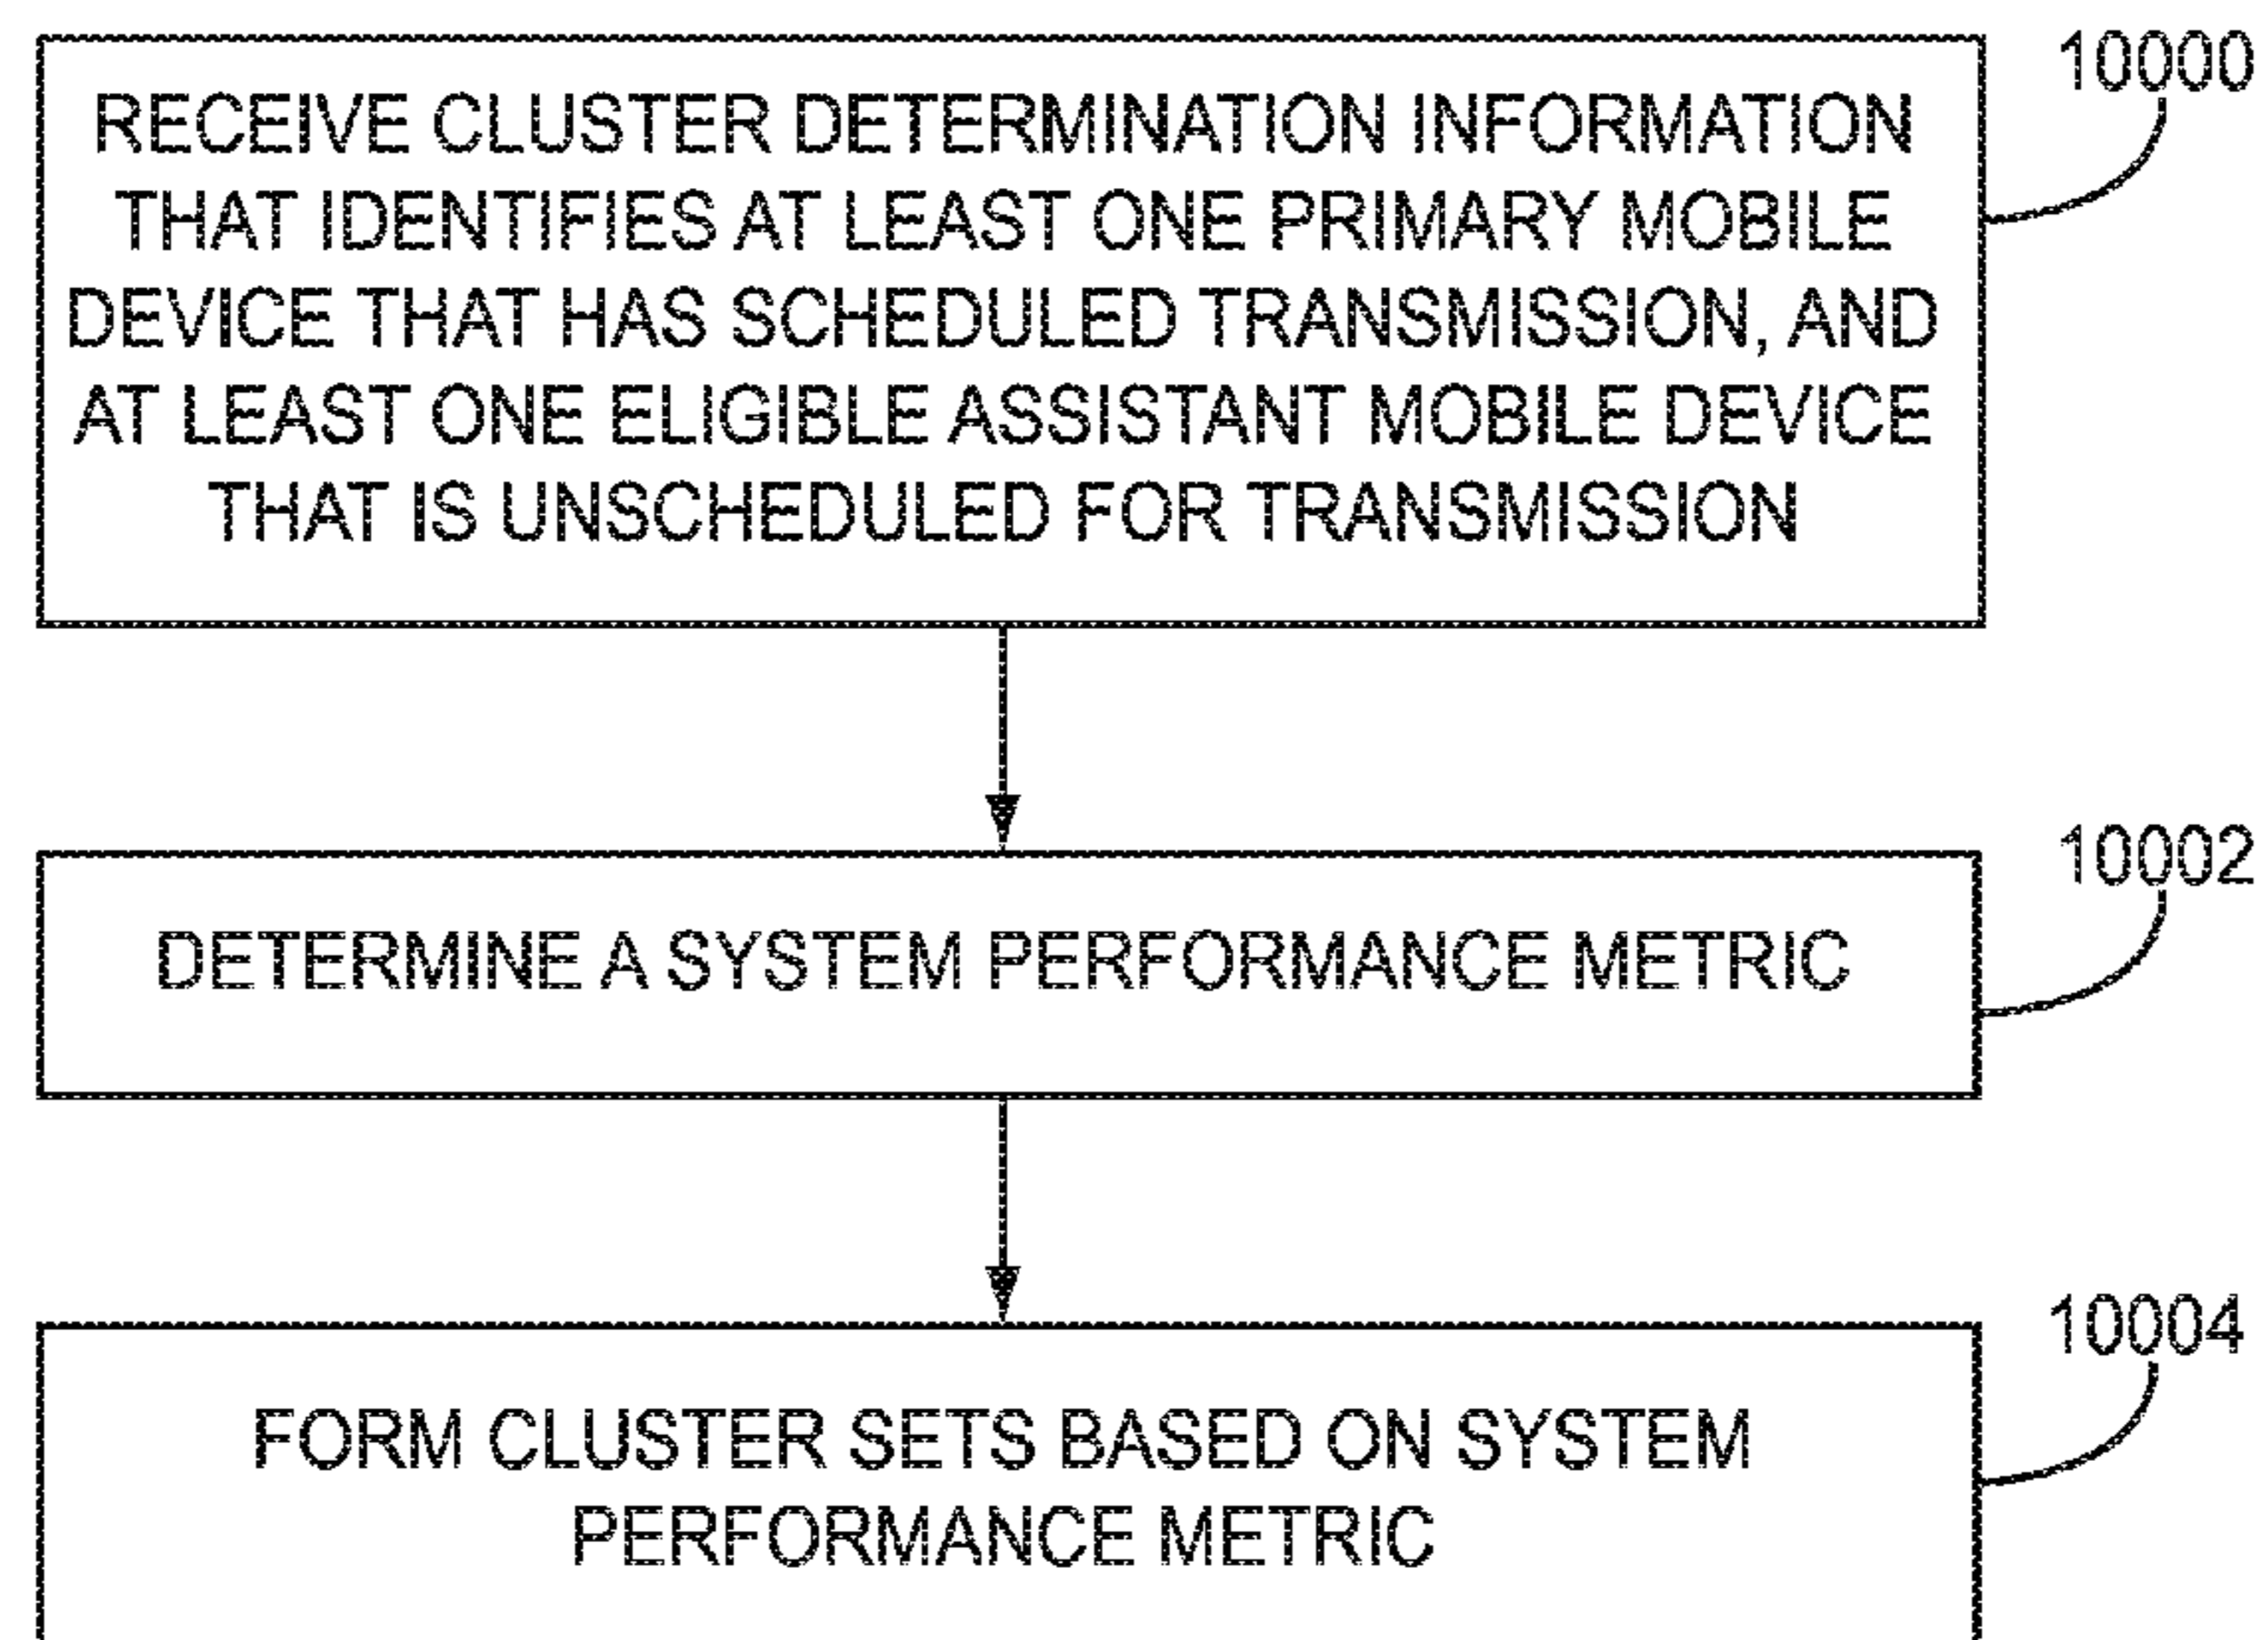 10000
RECEIVE CLUSTER DETERMINATION INFORMATION
THAT IDENTIFIES AT LEAST ONE PRIMARY MOBILE
DEVICE THAT HAS SCHEDULED TRANSMISSION, AND
AT LEAST ONE ELIGIBLE ASSISTANT MOBILE DEVICE
THAT IS UNSCHEDULED FOR TRANSMISSION
10002
DETERMINE A SYSTEM PERFORMANCE METRIC
10004
FORM CLUSTER SETS BASED ON SYSTEM
PERFORMANCE METRIC